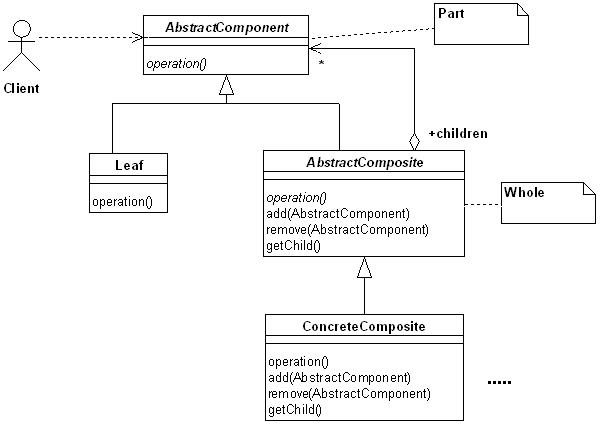 AbstractComponent
Part
operation()
*
Client
+children
Leaf
AbstractComposite
operation()
operation()
add(AbstractComponent)
remove(AbstractComponent)
getChild()
Whole
ConcreteComposite
operation()
add(AbstractComponent)
remove(AbstractComponent)
getChild()
.....